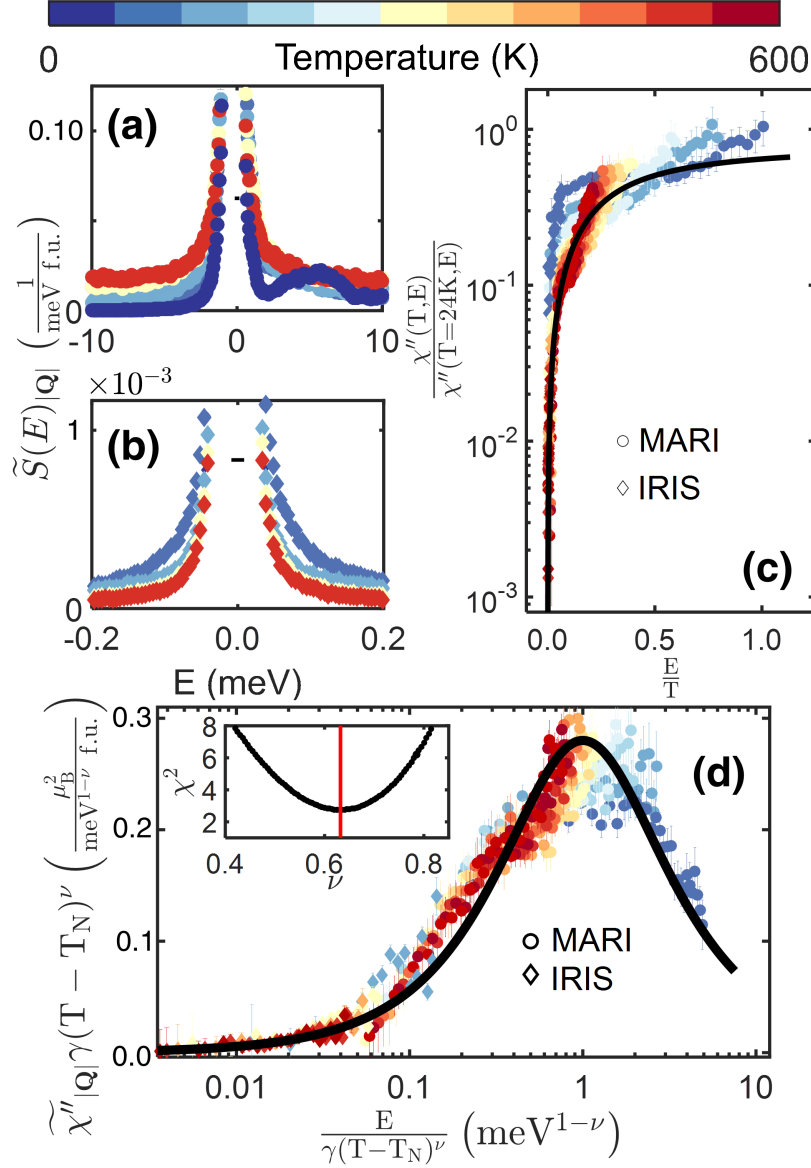 0 Temperature (K) 600
(a)
0.10
0
-10 0 10
×10⁻³
(b)
1
0
-0.2 0.0 0.2
E (meV)
S̃(E)|Q| (1/meV f.u.)
10⁰
10⁻¹
10⁻²
10⁻³
χ″(T,E)/χ″(T=24K,E)
MARI
IRIS
(c)
0.0 0.5 1.0
E/T
0.3
0.2
0.1
0.0
χ̃″|Q|γ(T − T_N)^ν (μ_B²/meV^{1−ν} f.u.)
8
6
4
2
χ²
0.4 0.6 0.8
ν
(d)
MARI
IRIS
0.01 0.1 1 10
E/γ(T−T_N)^ν (meV^{1−ν})